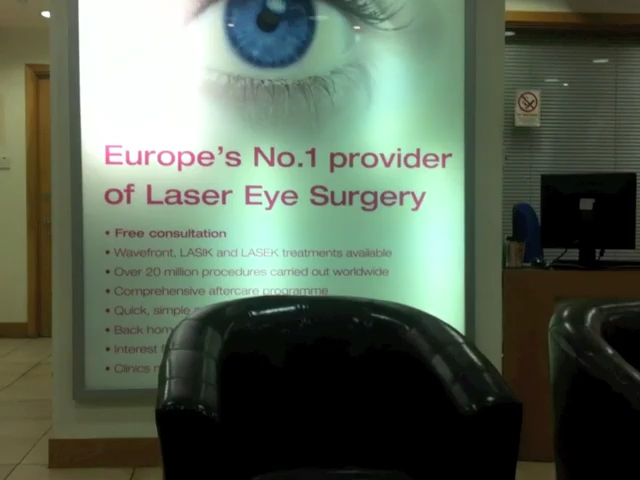 Europe's No.1 provider
of Laser Eye Surgery
• Free consultation
• Wavefront, LASIK and LASEK treatments available
• Over 20 million procedures carried out worldwide
• Comprehensive aftercare programme
• Quick, simple
• Back hom
• Interest f
• Clinics